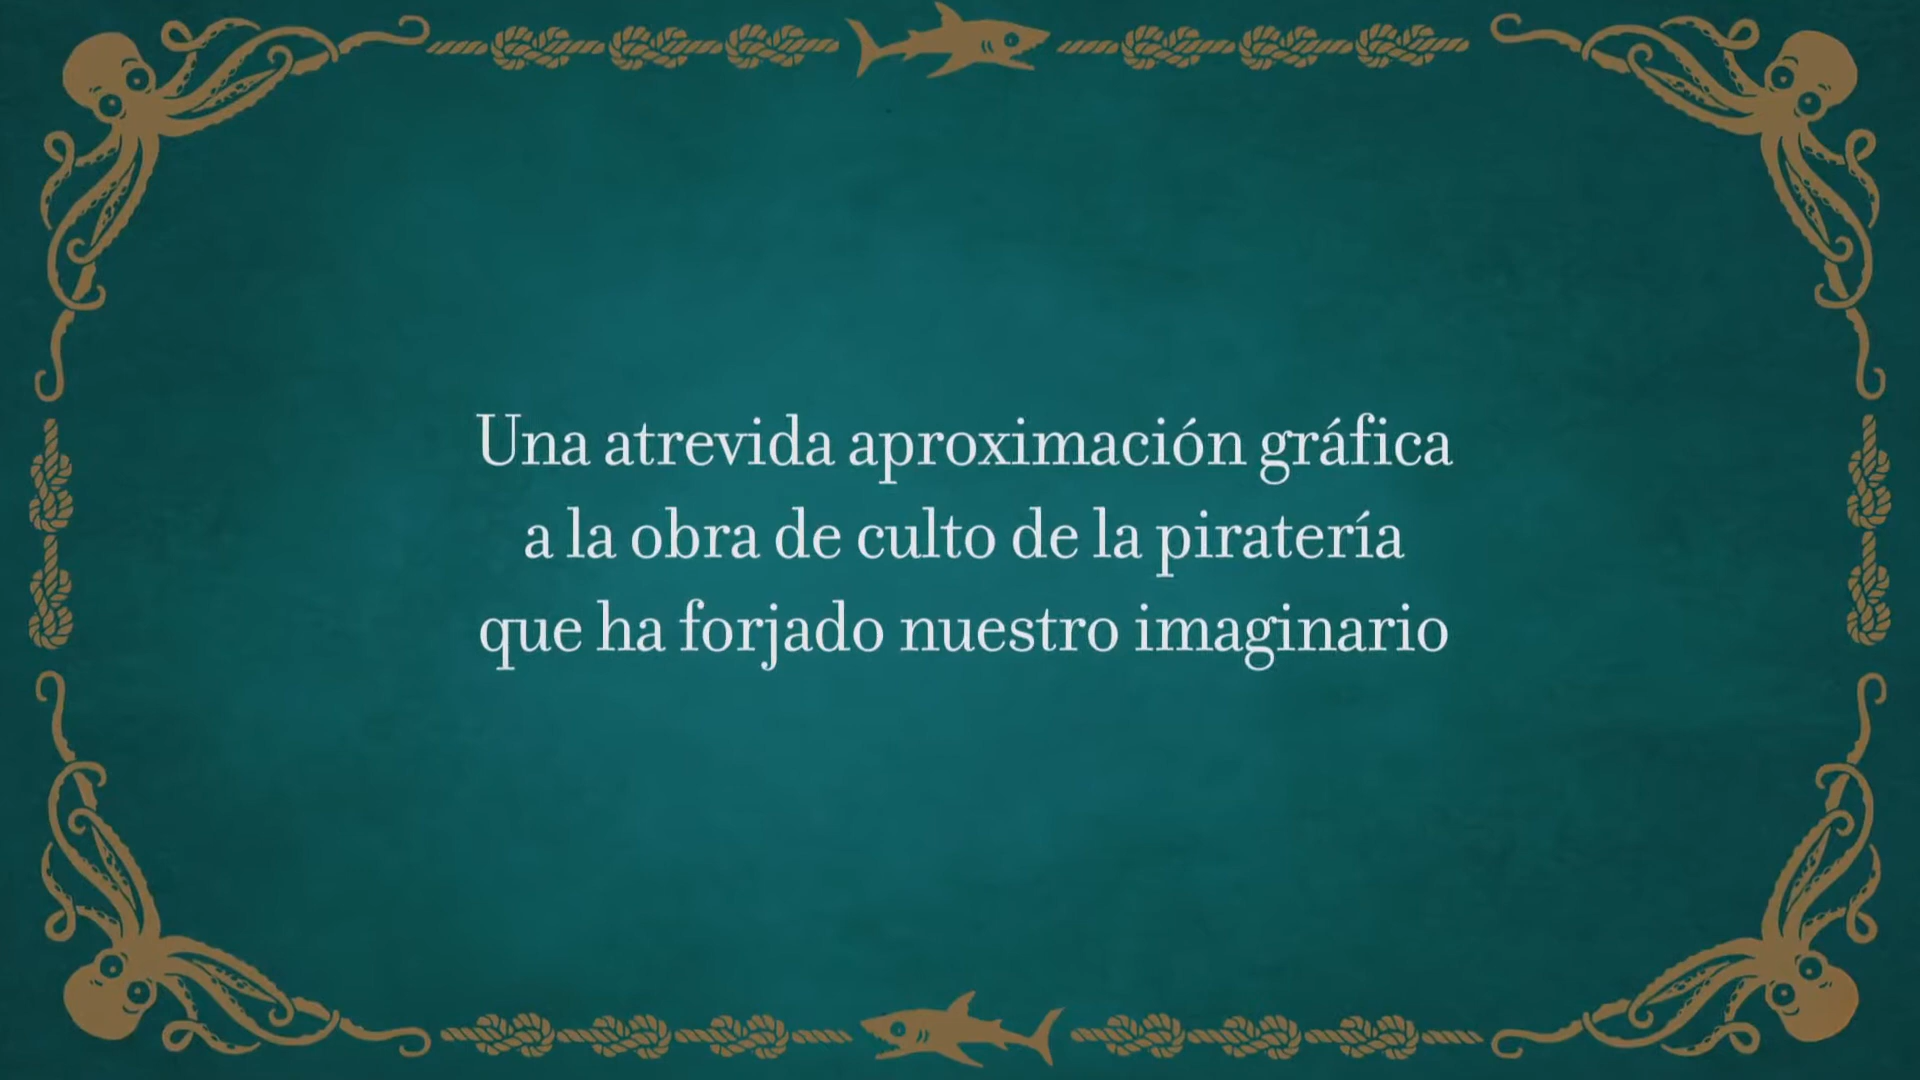 Una atrevida aproximación gráfica
a la obra de culto de la piratería
que ha forjado nuestro imaginario